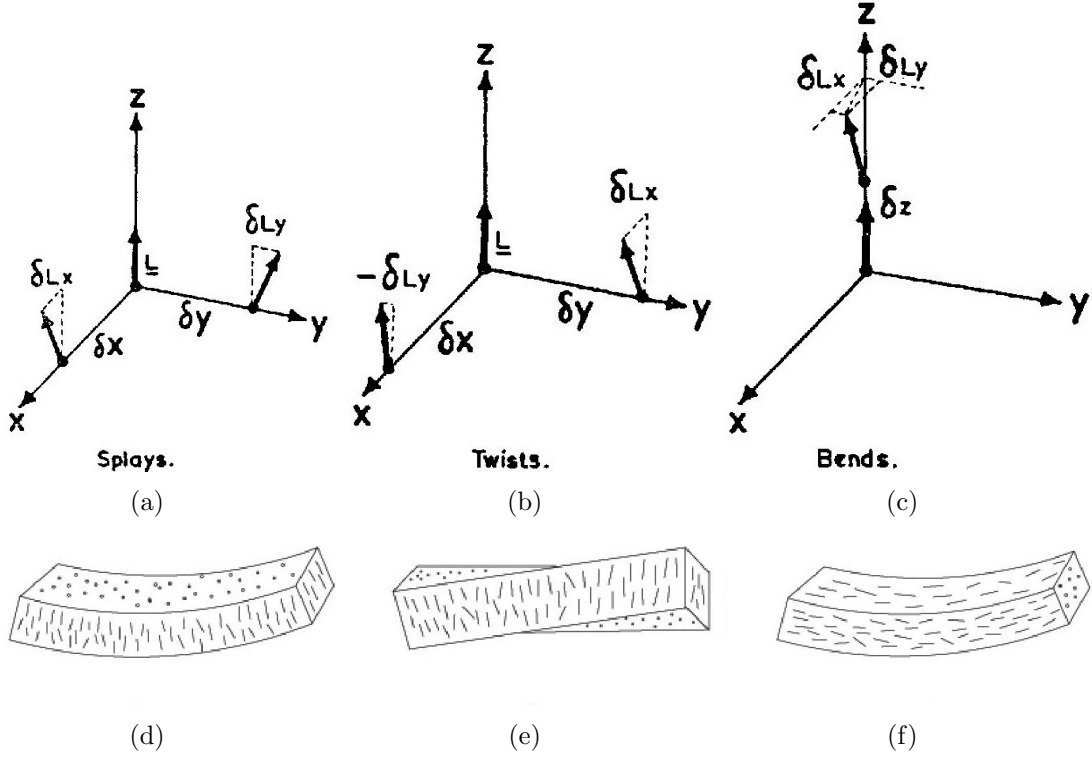 z
δLx
L
δLy
δx
δy
x
y
Splays.
(a)
z
-δLy
L
δLx
δx
δy
x
y
Twists.
(b)
z
δLx
δLy
δz
x
y
Bends.
(c)
(d)
(e)
(f)